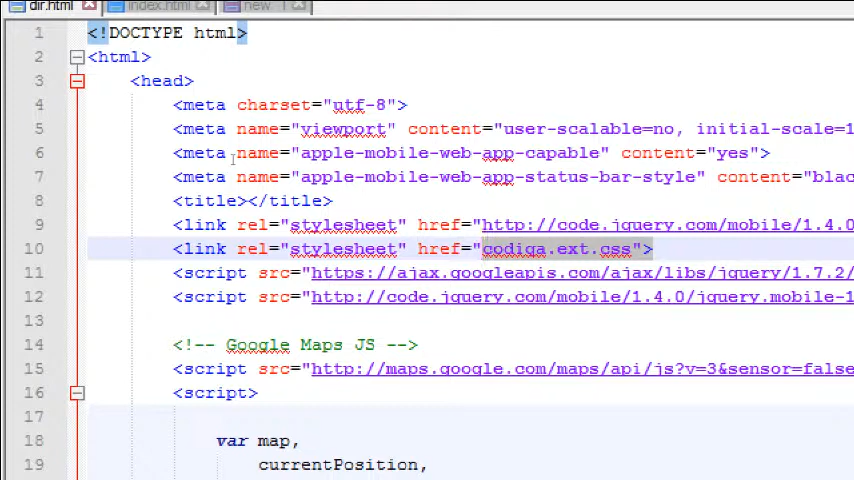 dir.html index.html new 1
1 <!DOCTYPE html>
2 <html>
3 <head>
4 <meta charset="utf-8">
5 <meta name="viewport" content="user-scalable=no, initial-scale=1
6 <meta name="apple-mobile-web-app-capable" content="yes">
7 <meta name="apple-mobile-web-app-status-bar-style" content="blac
8 <title></title>
9 <link rel="stylesheet" href="http://code.jquery.com/mobile/1.4.0
10 <link rel="stylesheet" href="codiqa.ext.css">
11 <script src="https://ajax.googleapis.com/ajax/libs/jquery/1.7.2/
12 <script src="http://code.jquery.com/mobile/1.4.0/jquery.mobile-1
13
14 <!-- Google Maps JS -->
15 <script src="http://maps.google.com/maps/api/js?v=3&sensor=false
16 <script>
17
18 var map,
19 currentPosition,